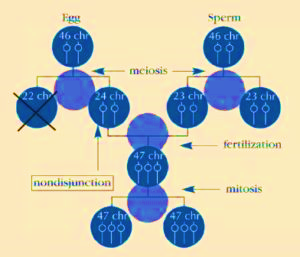 Egg Sperm
46 chr 46 chr
meiosis
22 chr 24 chr 23 chr 23 chr
fertilization
47 chr
nondisjunction
mitosis
47 chr 47 chr